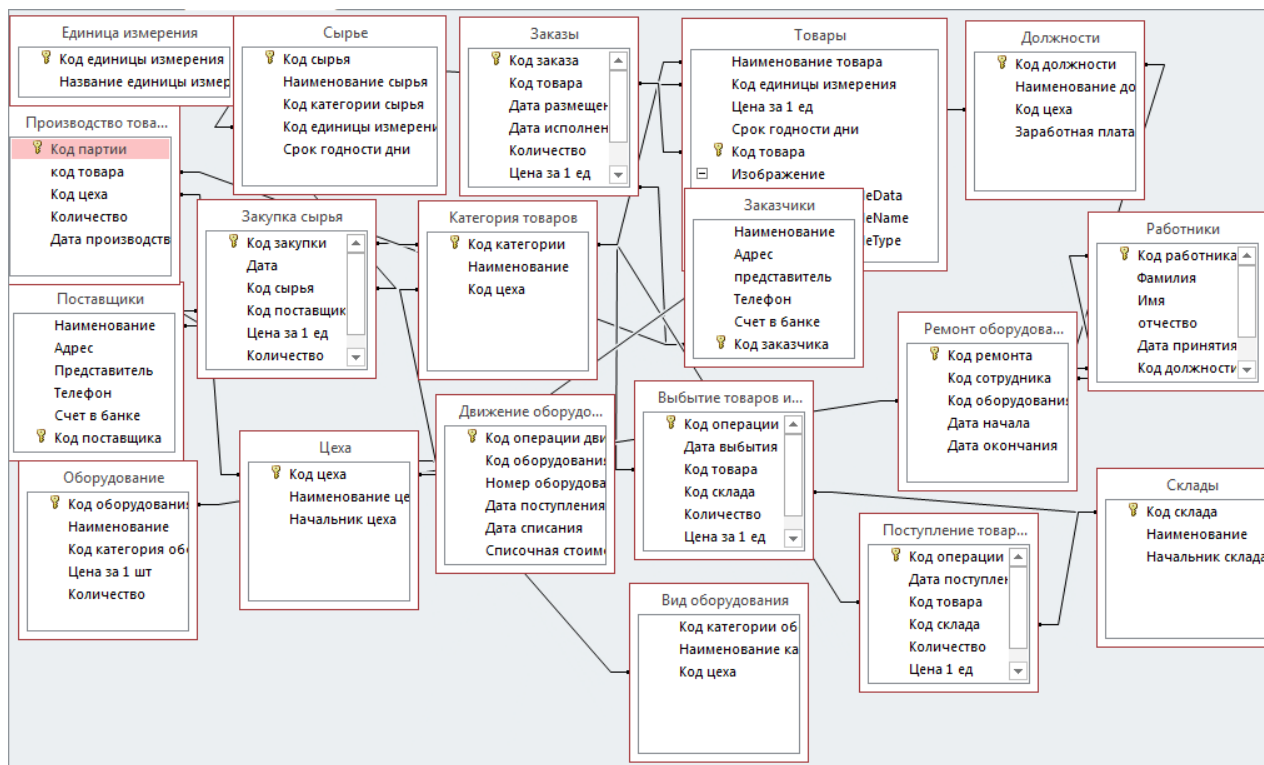 Единица измерения
Код единицы измерения
Название единицы измер
Сырье
Код сырья
Наименование сырья
Код категории сырья
Код единицы измерени
Срок годности дни
Заказы
Код заказа
Код товара
Дата размещен
Дата исполнен
Количество
Цена за 1 ед
Товары
Наименование товара
Код единицы измерения
Цена за 1 ед
Срок годности дни
Код товара
Изображение
eData
eName
eType
Должности
Код должности
Наименование до
Код цеха
Заработная плата
Производство това...
Код партии
код товара
Код цеха
Количество
Дата производств
Закупка сырья
Код закупки
Дата
Код сырья
Код поставщик
Цена за 1 ед
Количество
Категория товаров
Код категории
Наименование
Код цеха
Заказчики
Наименование
Адрес
представитель
Телефон
Счет в банке
Код заказчика
Работники
Код работника
Фамилия
Имя
отчество
Дата принятия
Код должности
Поставщики
Наименование
Адрес
Представитель
Телефон
Счет в банке
Код поставщика
Ремонт оборудова...
Код ремонта
Код сотрудника
Код оборудования
Дата начала
Дата окончания
Движение оборудо...
Код операции дви
Код оборудования
Номер оборудова
Дата поступления
Дата списания
Списочная стоим
Выбытие товаров и...
Код операции
Дата выбытия
Код товара
Код склада
Количество
Цена за 1 ед
Цеха
Код цеха
Наименование це
Начальник цеха
Оборудование
Код оборудовани
Наименование
Код категория об
Цена за 1 шт
Количество
Склады
Код склада
Наименование
Начальник склада
Поступление товар...
Код операции
Дата поступлен
Код товара
Код склада
Количество
Цена 1 ед
Вид оборудования
Код категории об
Наименование ка
Код цеха